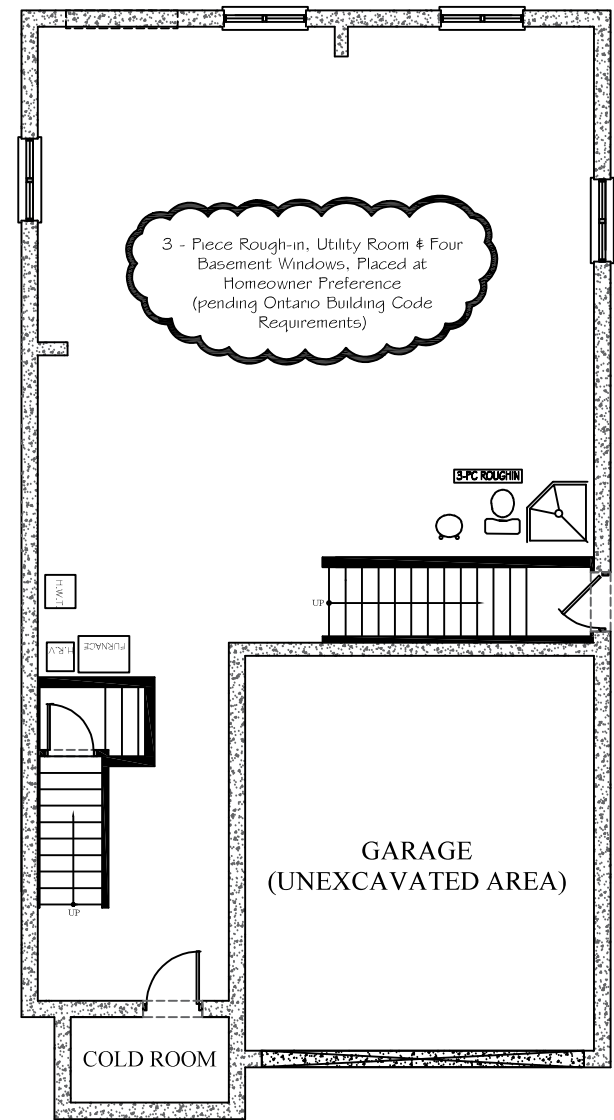 3 - Piece Rough-in, Utility Room & Four
Basement Windows, Placed at
Homeowner Preference
(pending Ontario Building Code
Requirements)
3-PC ROUGHIN
UP
H.W.T
H.R.V
FURNACE
UP
GARAGE
(UNEXCAVATED AREA)
COLD ROOM